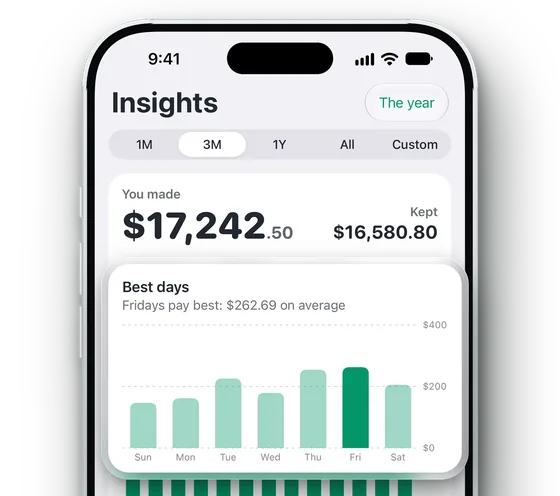 9:41
Insights
The year
1M 3M 1Y All Custom
You made
Kept
$17,242.50
$16,580.80
Best days
Fridays pay best: $262.69 on average
$400
$200
$0
Sun Mon Tue Wed Thu Fri Sat